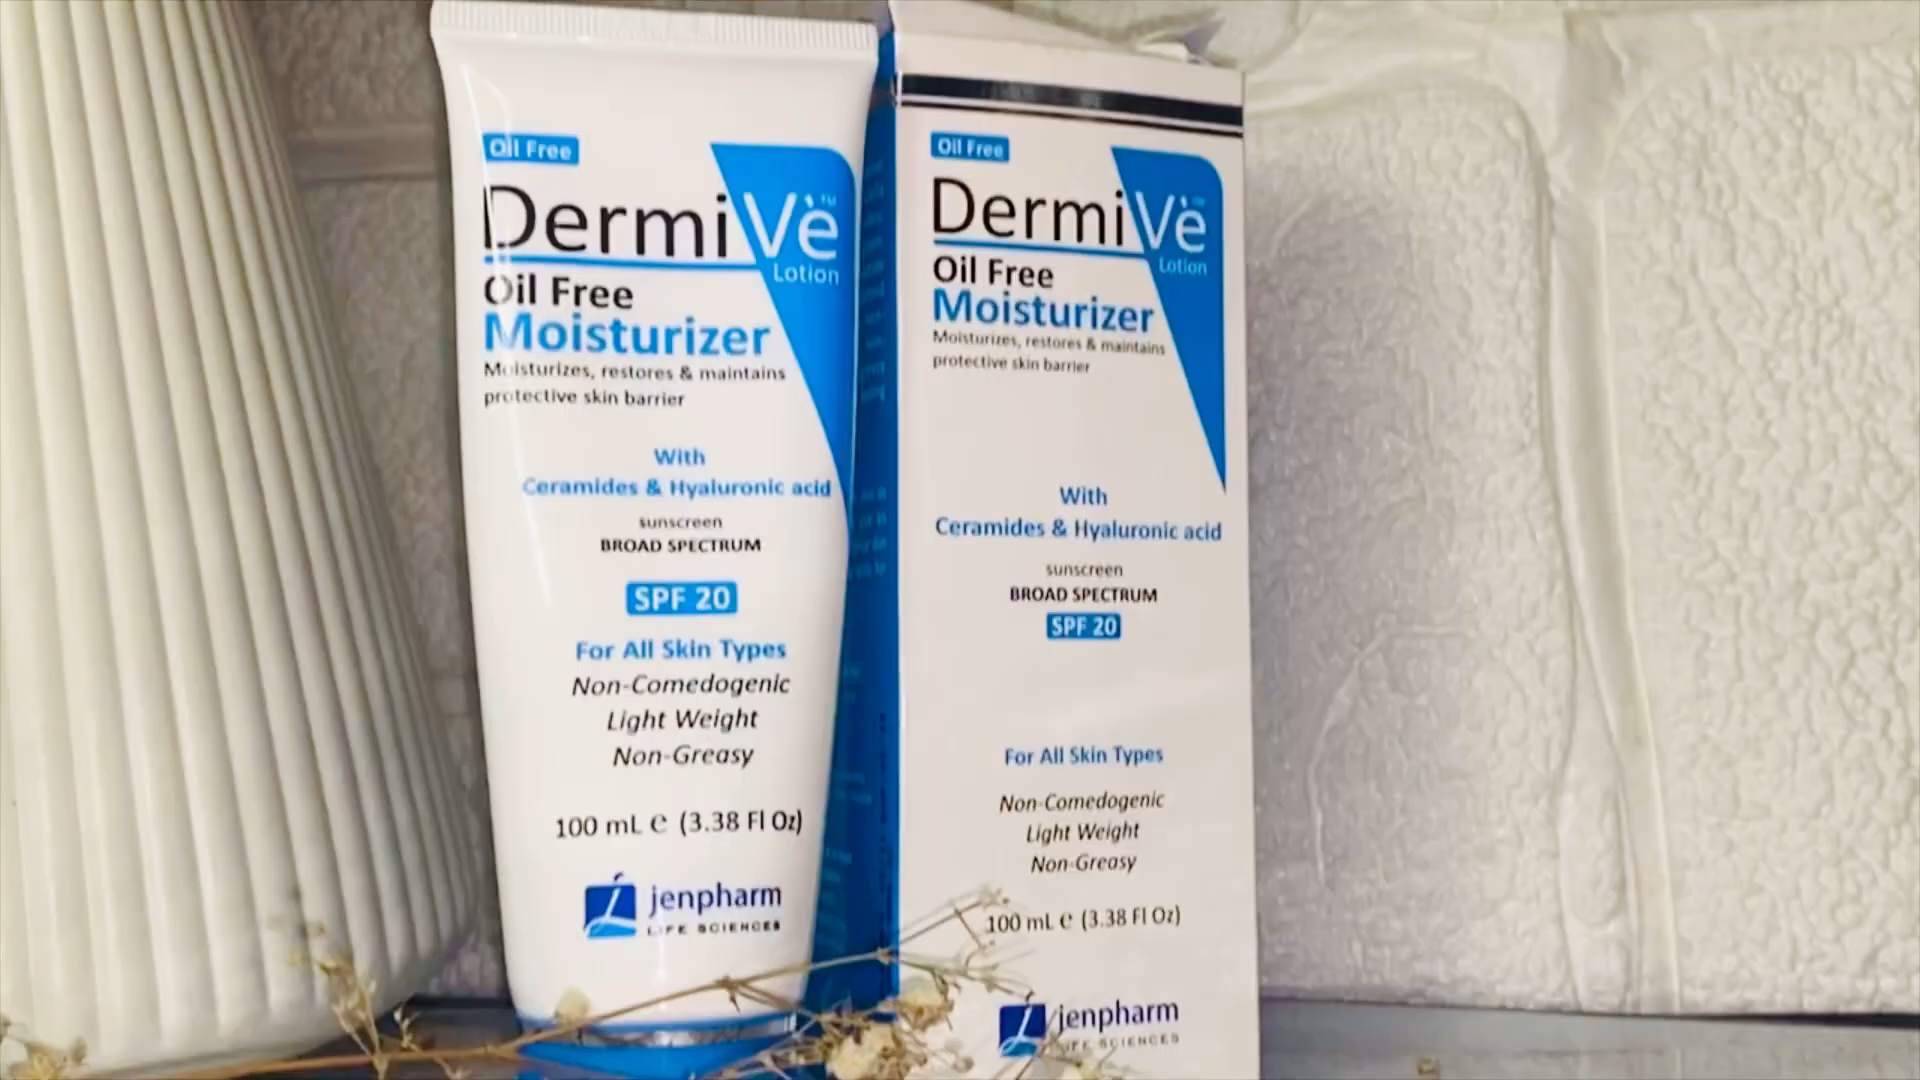 Oil Free
DermiVè™
Lotion
Oil Free
Moisturizer
Moisturizes, restores & maintains
protective skin barrier
With
Ceramides & Hyaluronic acid
sunscreen
BROAD SPECTRUM
SPF 20
For All Skin Types
Non-Comedogenic
Light Weight
Non-Greasy
100 mL e (3.38 Fl Oz)
jenpharm
LIFE SCIENCES
Oil Free
DermiVè™
Lotion
Oil Free
Moisturizer
Moisturizes, restores & maintains
protective skin barrier
With
Ceramides & Hyaluronic acid
sunscreen
BROAD SPECTRUM
SPF 20
For All Skin Types
Non-Comedogenic
Light Weight
Non-Greasy
100 mL e (3.38 Fl Oz)
jenpharm
LIFE SCIENCES